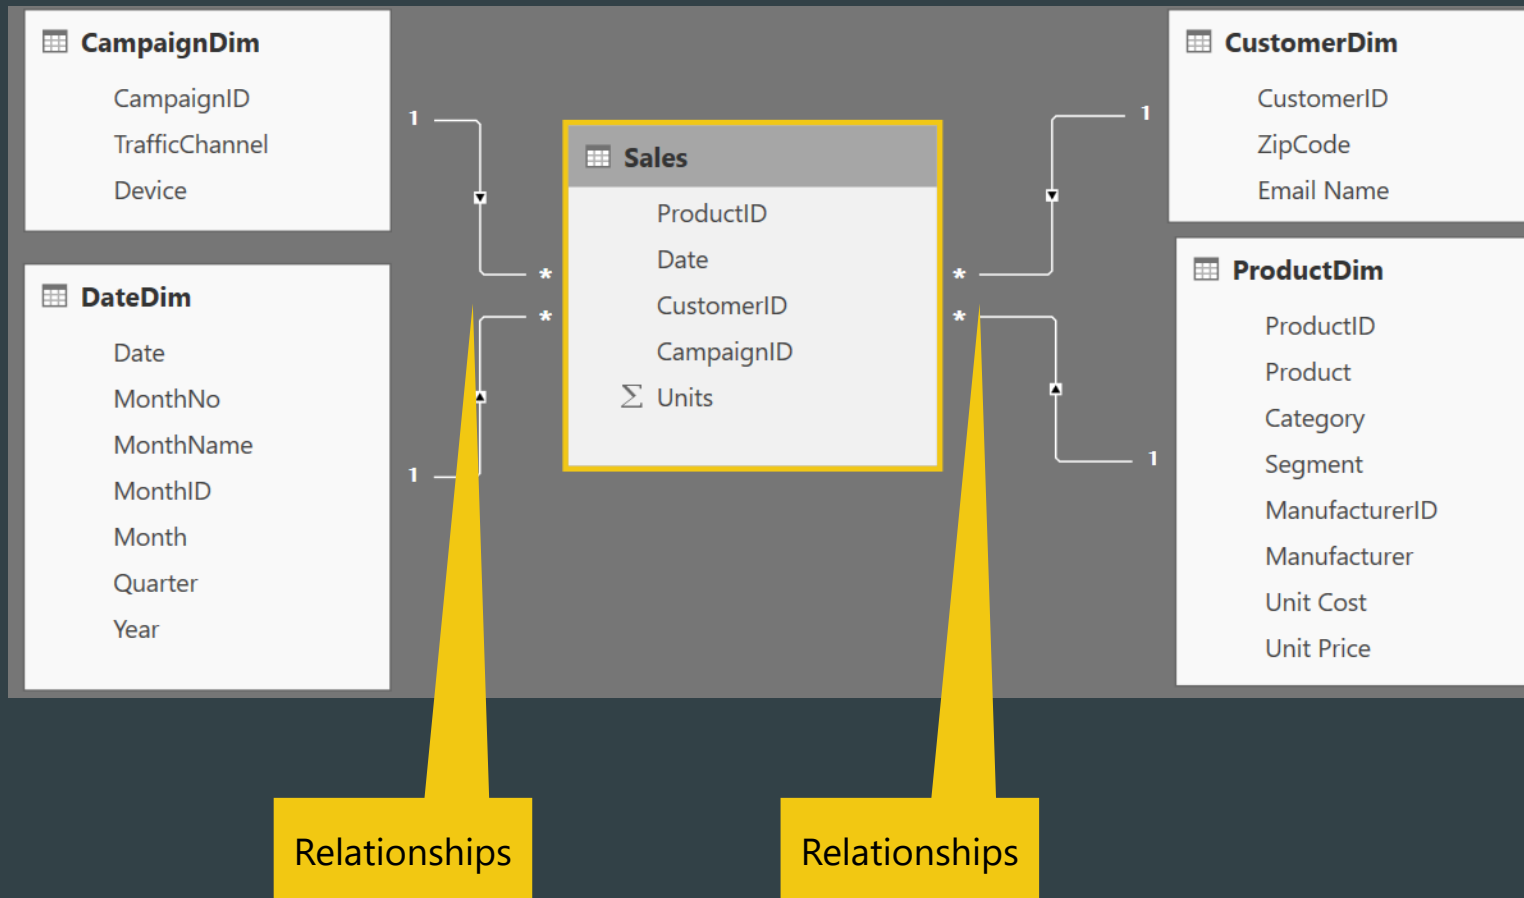 CampaignDim
CampaignID
TrafficChannel
Device
DateDim
Date
MonthNo
MonthName
MonthID
Month
Quarter
Year
1
*
*
1
Sales
ProductID
Date
CustomerID
CampaignID
Σ Units
1
*
*
1
CustomerDim
CustomerID
ZipCode
Email Name
ProductDim
ProductID
Product
Category
Segment
ManufacturerID
Manufacturer
Unit Cost
Unit Price
Relationships
Relationships